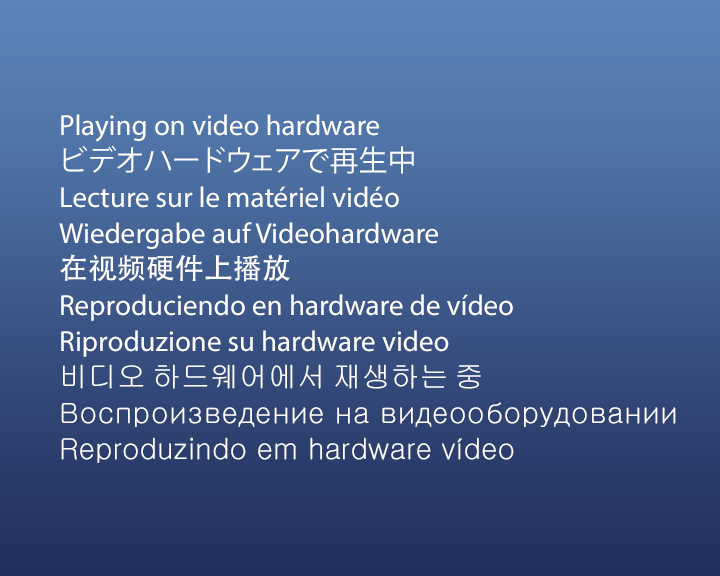 Playing on video hardware
ビデオハードウェアで再生中
Lecture sur le matériel vidéo
Wiedergabe auf Videohardware
在视频硬件上播放
Reproduciendo en hardware de vídeo
Riproduzione su hardware video
비디오 하드웨어에서 재생하는 중
Воспроизведение на видеооборудовании
Reproduzindo em hardware vídeo